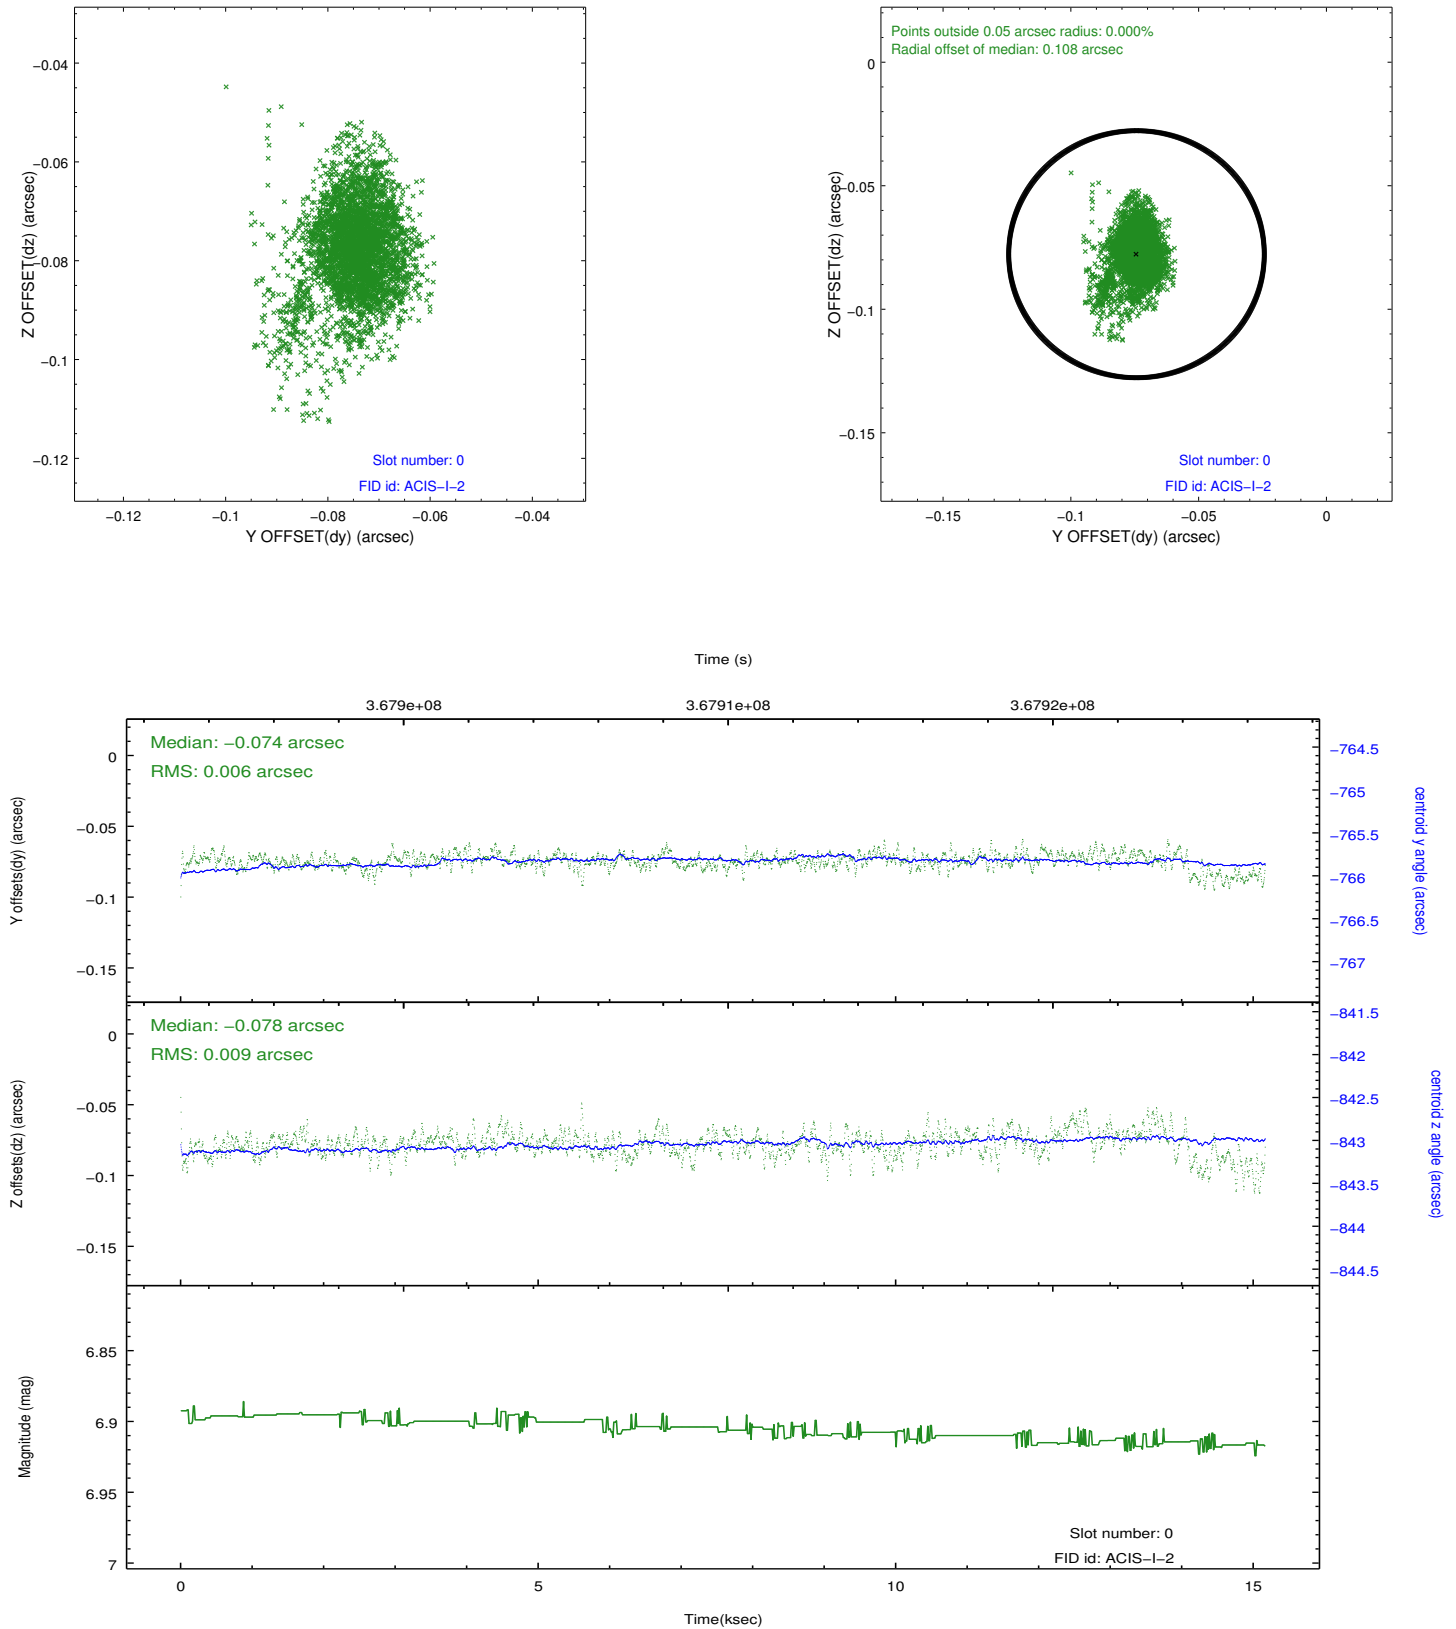 −0.04
−0.06
−0.08
−0.1
−0.12
Z OFFSET(dz) (arcsec)
Slot number: 0
FID id: ACIS−I−2
−0.12 −0.1 −0.08 −0.06 −0.04
Y OFFSET(dy) (arcsec)
Points outside 0.05 arcsec radius: 0.000%
Radial offset of median: 0.108 arcsec
0
−0.05
−0.1
−0.15
Z OFFSET(dz) (arcsec)
Slot number: 0
FID id: ACIS−I−2
−0.15 −0.1 −0.05 0
Y OFFSET(dy) (arcsec)
Time (s)
3.679e+08 3.6791e+08 3.6792e+08
Median: −0.074 arcsec
RMS: 0.006 arcsec
0
−0.05
−0.1
−0.15
Y offsets(dy) (arcsec)
−764.5
−765
−765.5
−766
−766.5
−767
centroid y angle (arcsec)
Median: −0.078 arcsec
RMS: 0.009 arcsec
0
−0.05
−0.1
−0.15
Z offsets(dz) (arcsec)
−841.5
−842
−842.5
−843
−843.5
−844
−844.5
centroid z angle (arcsec)
6.85
6.9
6.95
7
Magnitude (mag)
Slot number: 0
FID id: ACIS−I−2
0 5 10 15
Time(ksec)